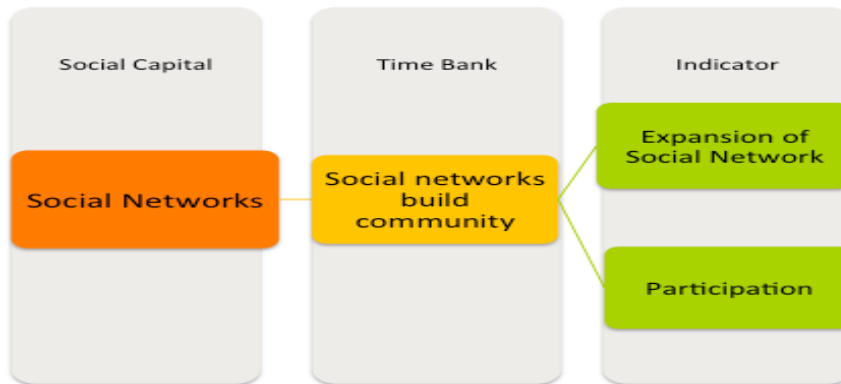 Social Capital
Time Bank
Indicator
Social Networks
Social networks
build
community
Expansion of
Social Network
Participation